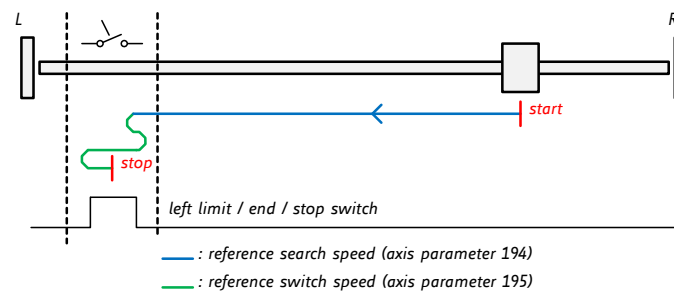 L
R
start
stop
left limit / end / stop switch
: reference search speed (axis parameter 194)
: reference switch speed (axis parameter 195)